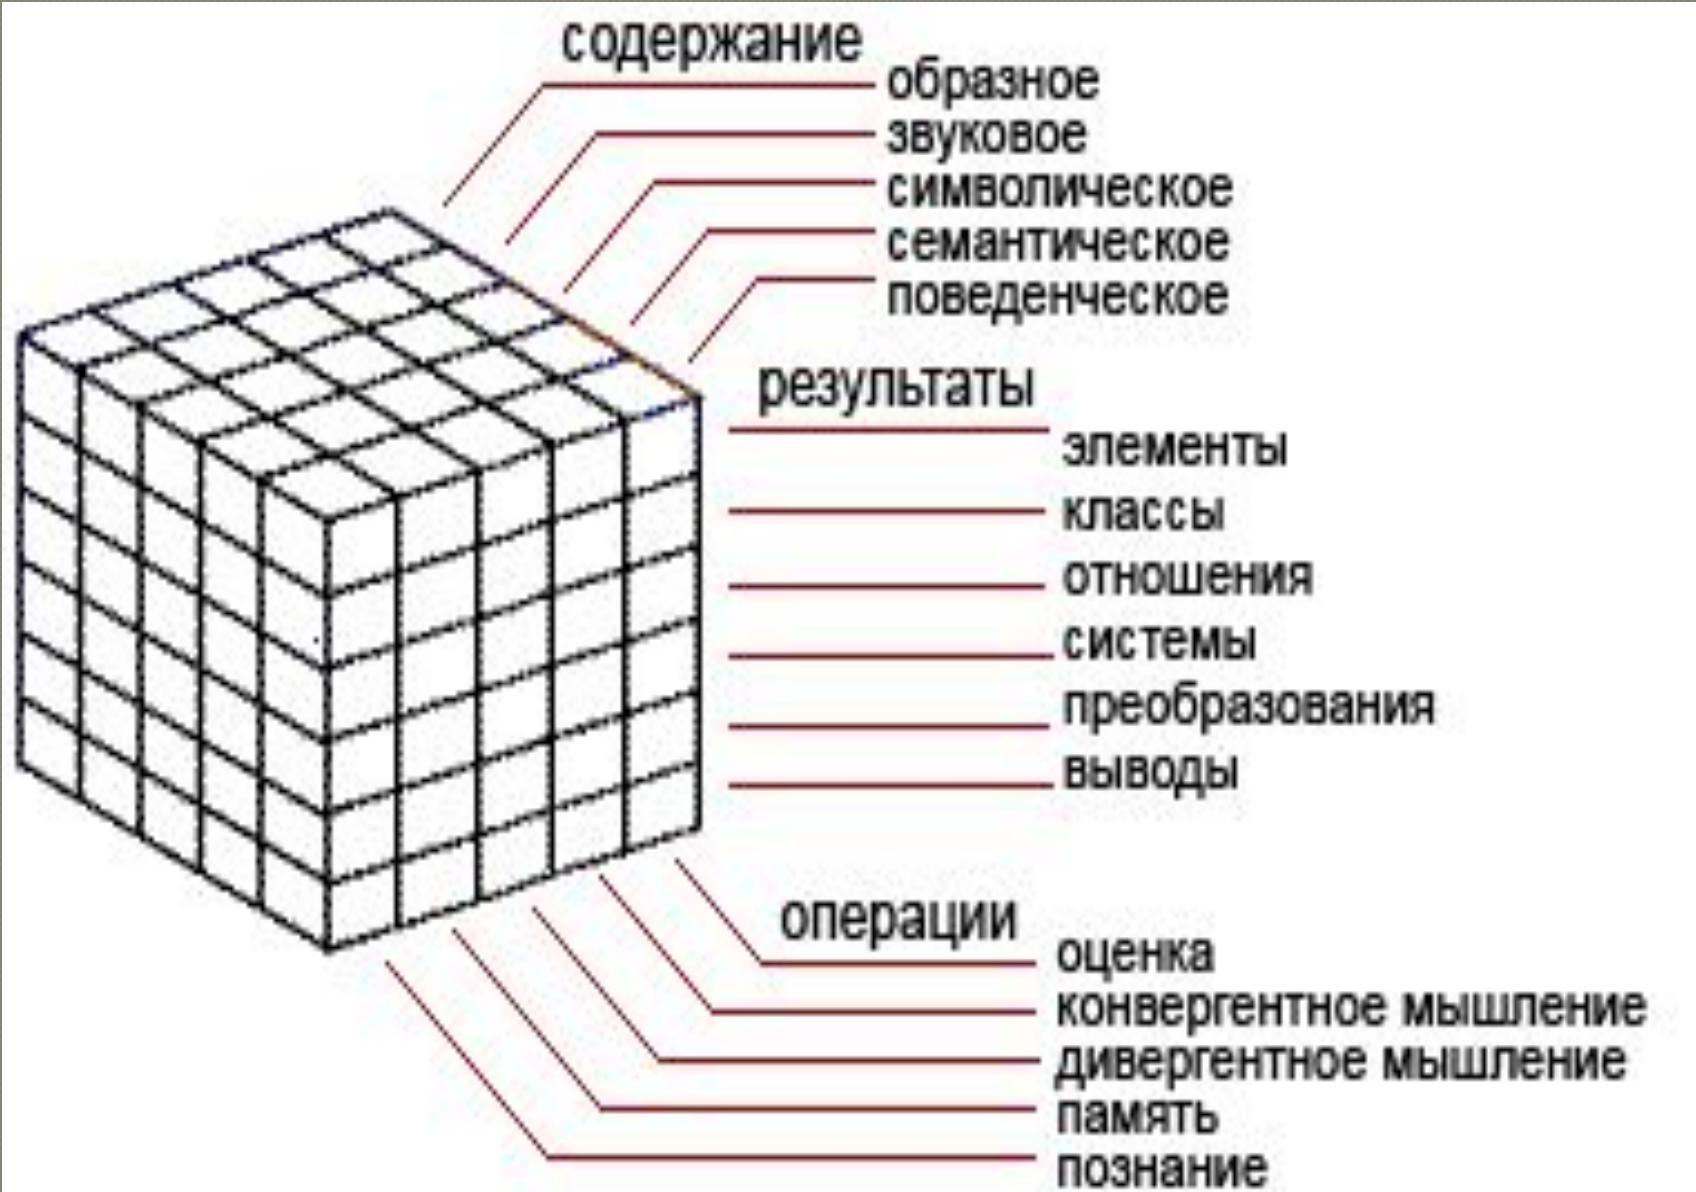 содержание
образное
звуковое
символическое
семантическое
поведенческое
результаты
элементы
классы
отношения
системы
преобразования
выводы
операции
оценка
конвергентное мышление
дивергентное мышление
память
познание